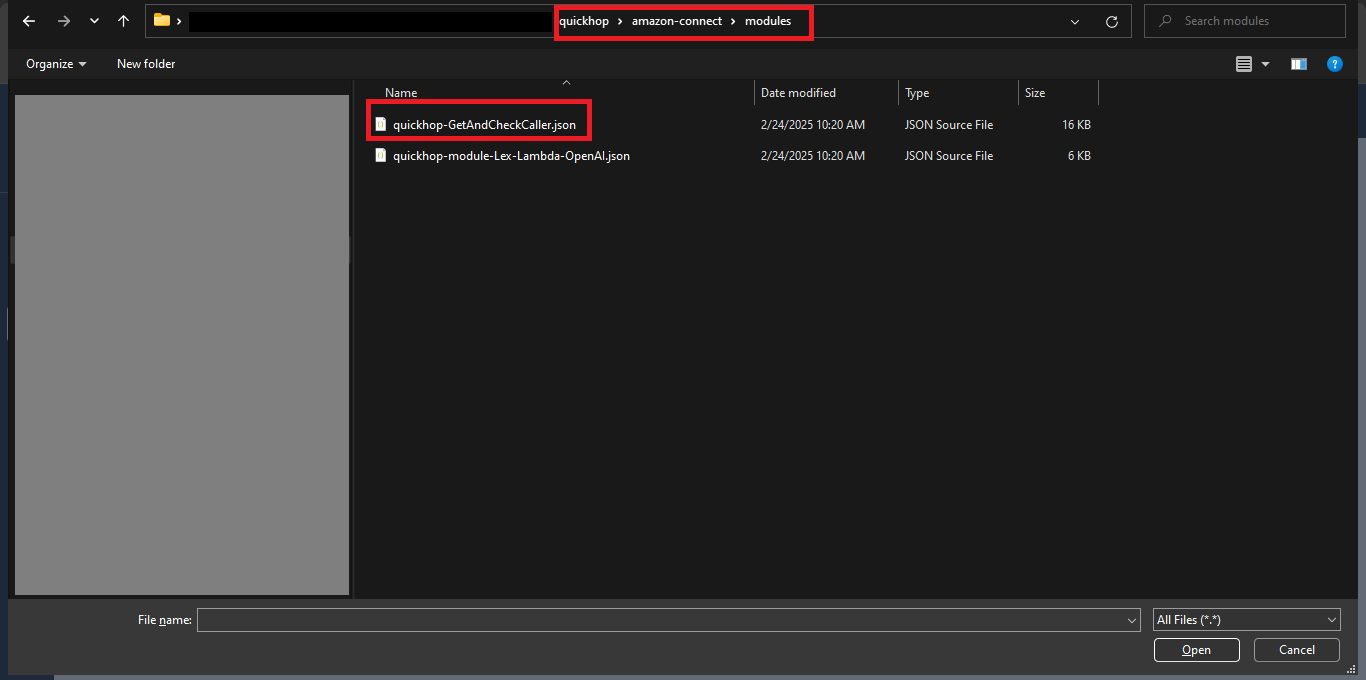 quickhop > amazon-connect > modules
Search modules
Organize
New folder
Name
Date modified
Type
Size
quickhop-GetAndCheckCaller.json
2/24/2025 10:20 AM
JSON Source File
16 KB
quickhop-module-Lex-Lambda-OpenAI.json
2/24/2025 10:20 AM
JSON Source File
6 KB
File name:
All Files (*.*)
Open
Cancel